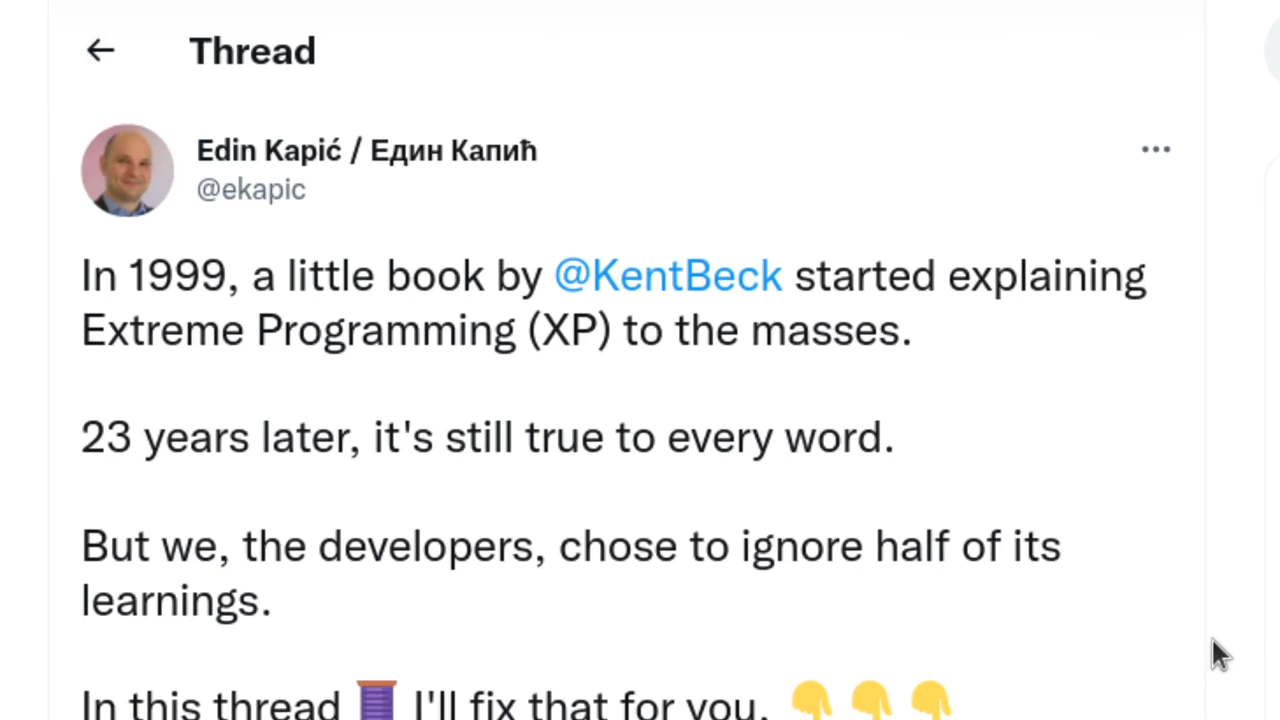 Thread
Edin Kapić / Един Капић
@ekapic
In 1999, a little book by @KentBeck started explaining
Extreme Programming (XP) to the masses.
23 years later, it's still true to every word.
But we, the developers, chose to ignore half of its
learnings.
In this thread 🧵 I'll fix that for you. 👇👇👇